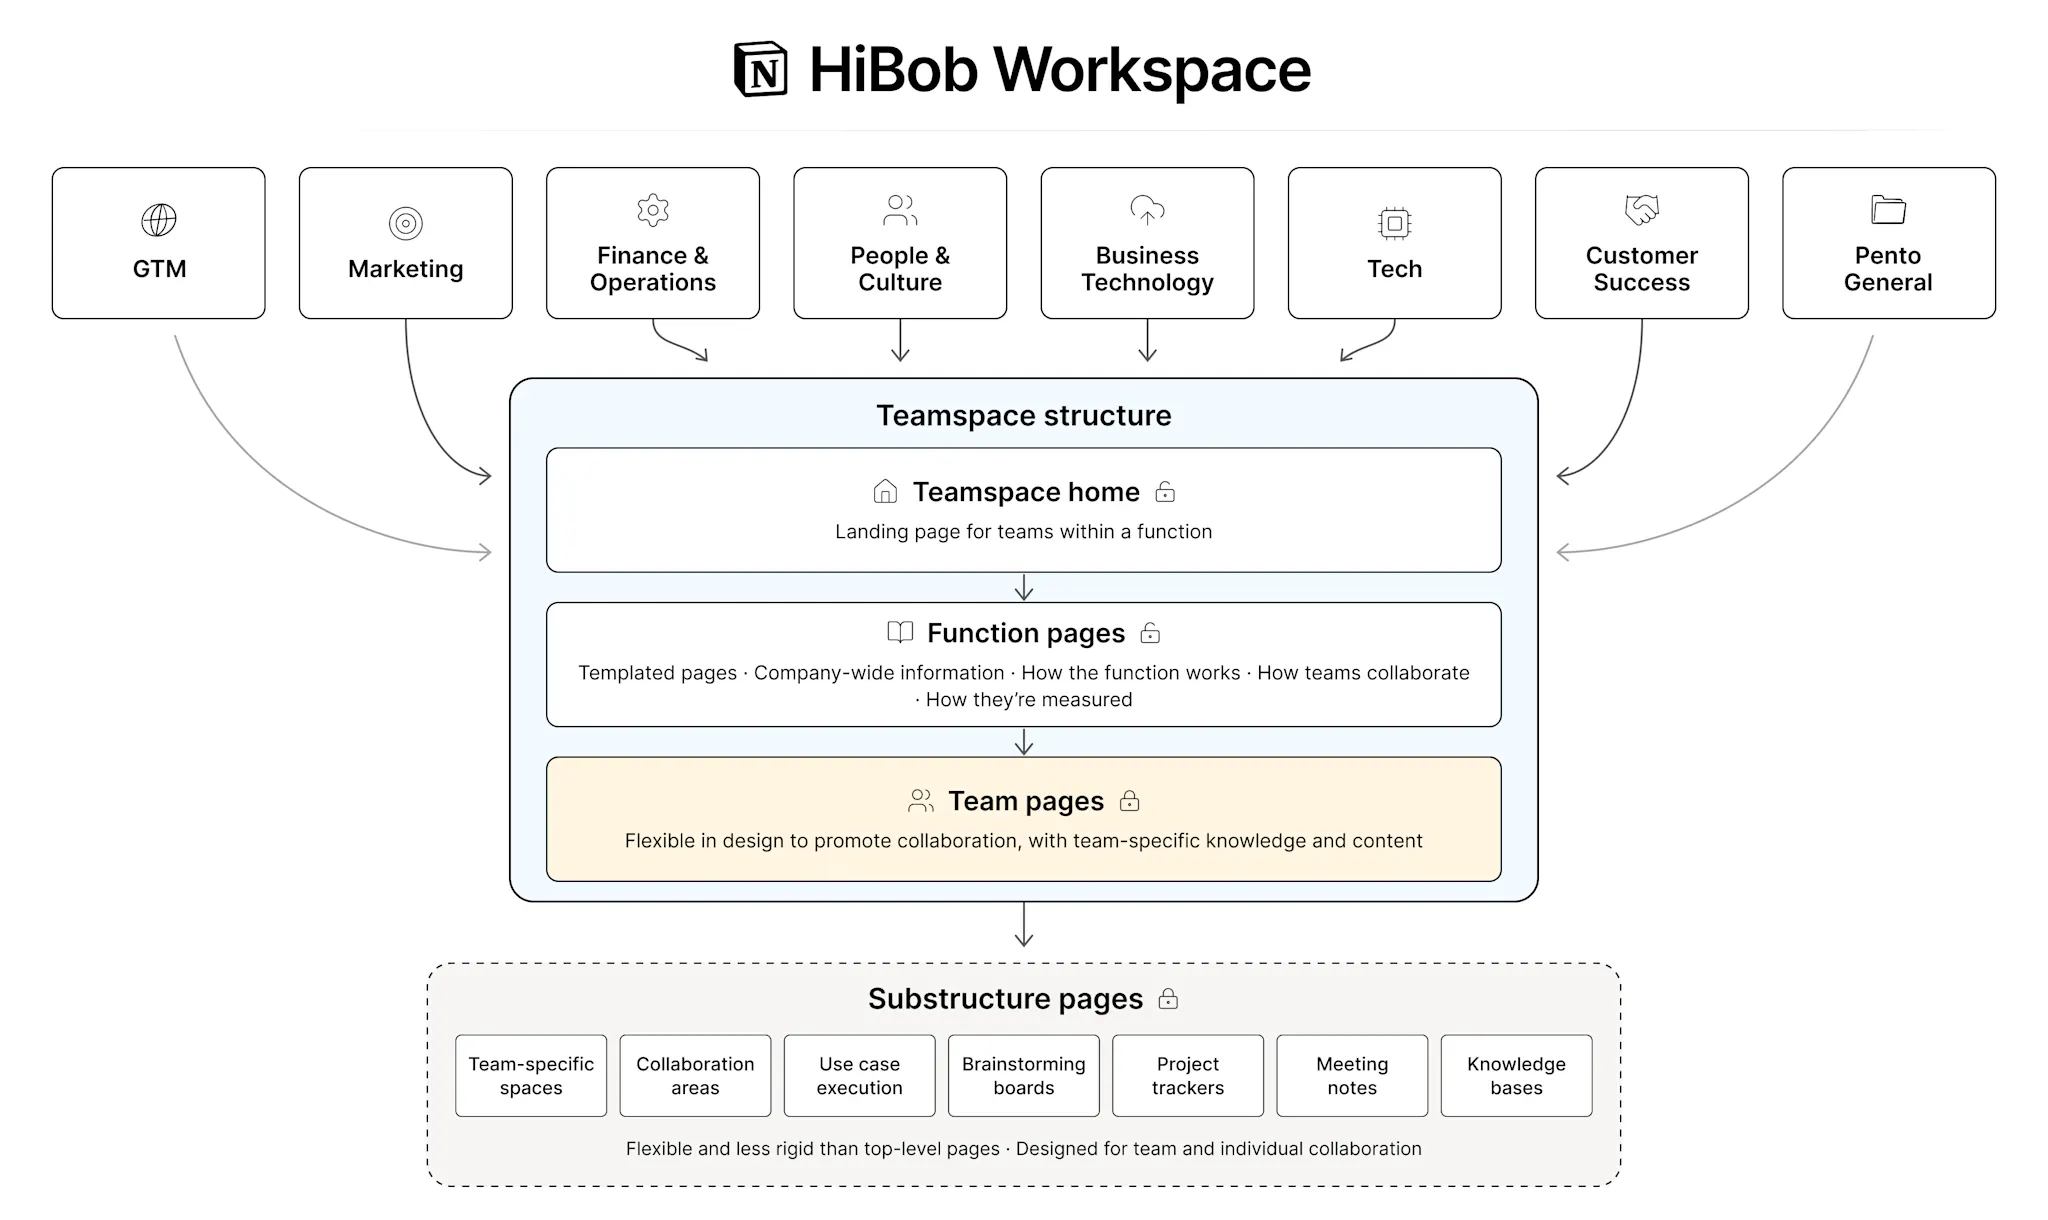 N HiBob Workspace
GTM
Marketing
Finance &
Operations
People &
Culture
Business
Technology
Tech
Customer
Success
Pento
General
Teamspace structure
Teamspace home
Landing page for teams within a function
Function pages
Templated pages · Company-wide information · How the function works · How teams collaborate
· How they’re measured
Team pages
Flexible in design to promote collaboration, with team-specific knowledge and content
Substructure pages
Team-specific
spaces
Collaboration
areas
Use case
execution
Brainstorming
boards
Project
trackers
Meeting
notes
Knowledge
bases
Flexible and less rigid than top-level pages · Designed for team and individual collaboration